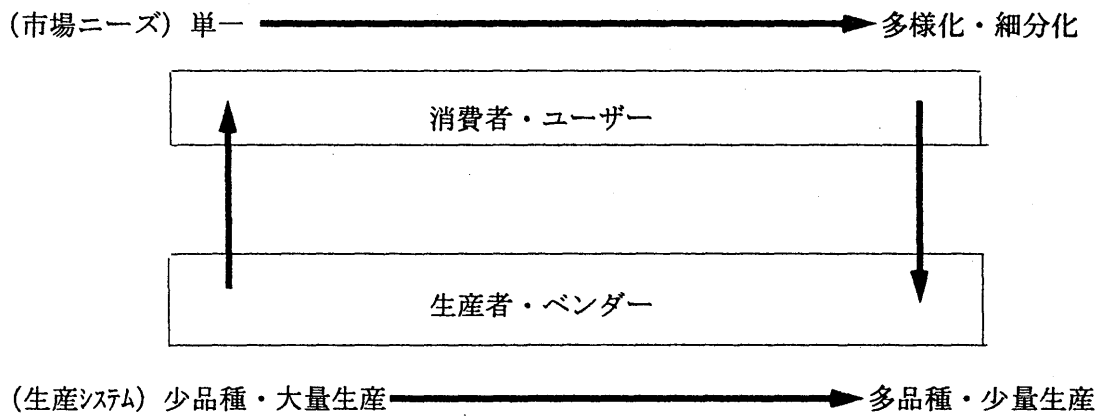 (市場ニーズ) 単一 多様化・細分化
消費者・ユーザー
生産者・ベンダー
(生産ｼｽﾃﾑ) 少品種・大量生産 多品種・少量生産